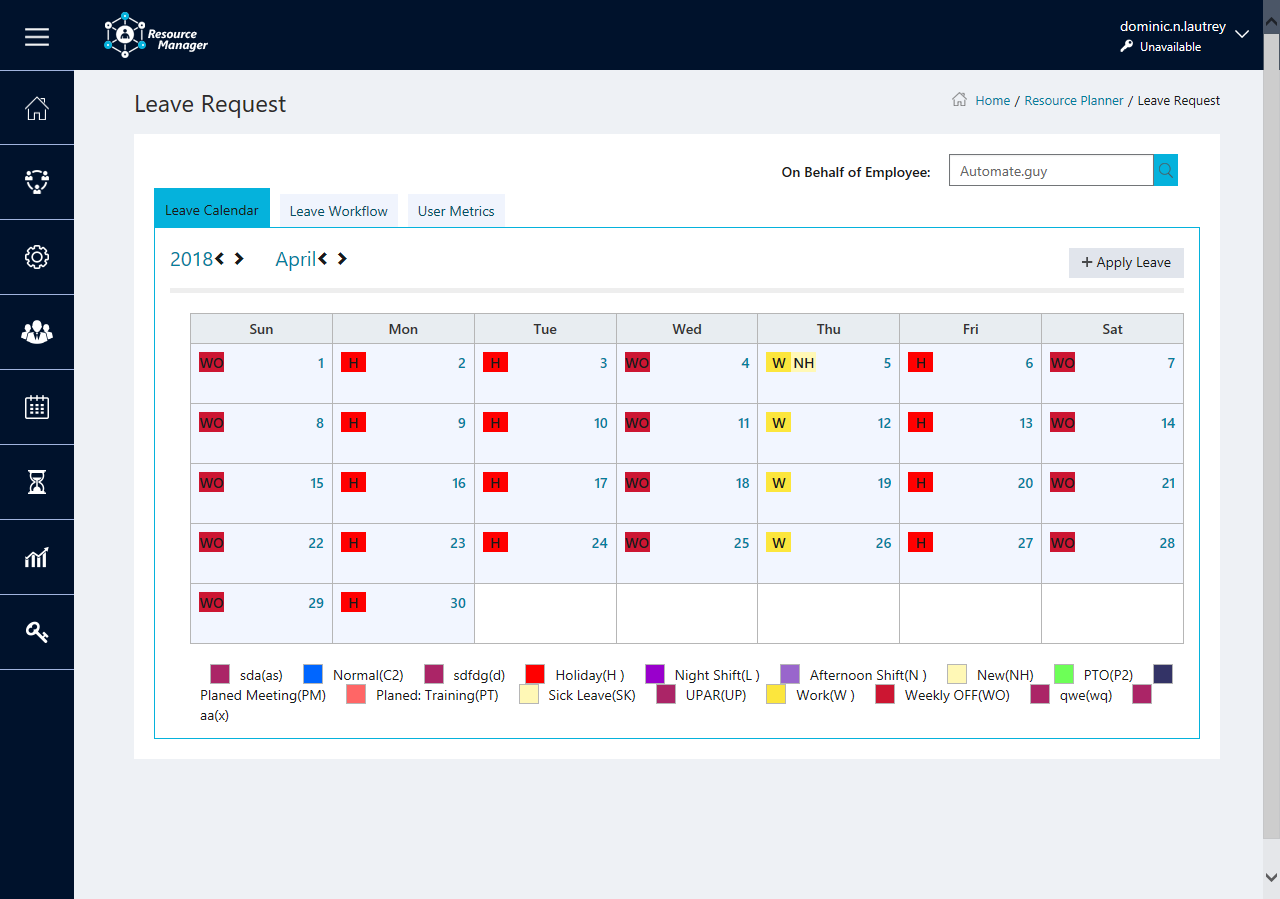 Resource
Manager
dominic.n.lautrey
Unavailable
Leave Request
Home / Resource Planner / Leave Request
On Behalf of Employee: Automate.guy
Leave Calendar Leave Workflow User Metrics
2018 April + Apply Leave
Sun Mon Tue Wed Thu Fri Sat
WO 1 H 2 H 3 WO 4 W NH 5 H 6 WO 7
WO 8 H 9 H 10 WO 11 W 12 H 13 WO 14
WO 15 H 16 H 17 WO 18 W 19 H 20 WO 21
WO 22 H 23 H 24 WO 25 W 26 H 27 WO 28
WO 29 H 30
sda(as) Normal(C2) sdfdg(d) Holiday(H ) Night Shift(L ) Afternoon Shift(N ) New(NH) PTO(P2)
Planed Meeting(PM) Planed: Training(PT) Sick Leave(SK) UPAR(UP) Work(W ) Weekly OFF(WO) qwe(wq)
aa(x)